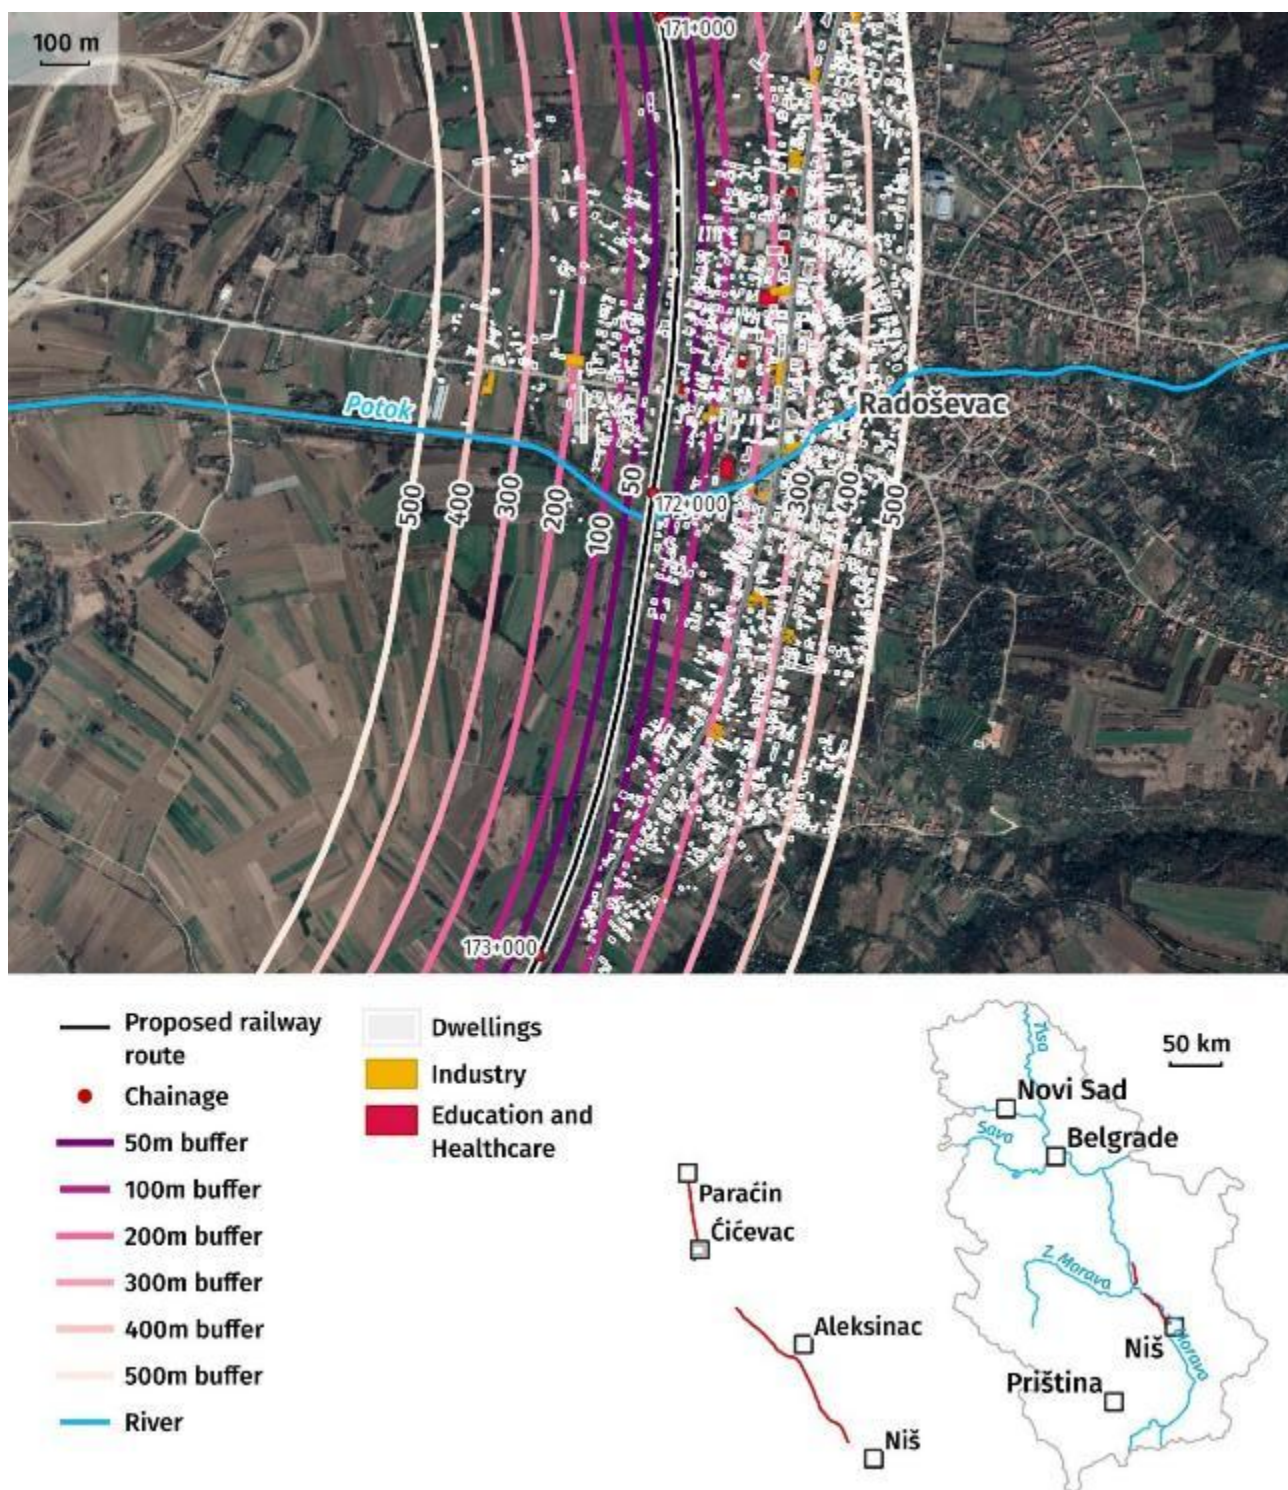 100 m
171+000
Potok
Radoševac
500
400
300
200
100
50
172+000
300
400
500
173+000
Proposed railway
route
Chainage
50m buffer
100m buffer
200m buffer
300m buffer
400m buffer
500m buffer
River
Dwellings
Industry
Education and
Healthcare
Paraćin
Ćićevac
Aleksinac
Niš
50 km
Tisa
Novi Sad
Sava
Belgrade
Z. Morava
Morava
Niš
Priština